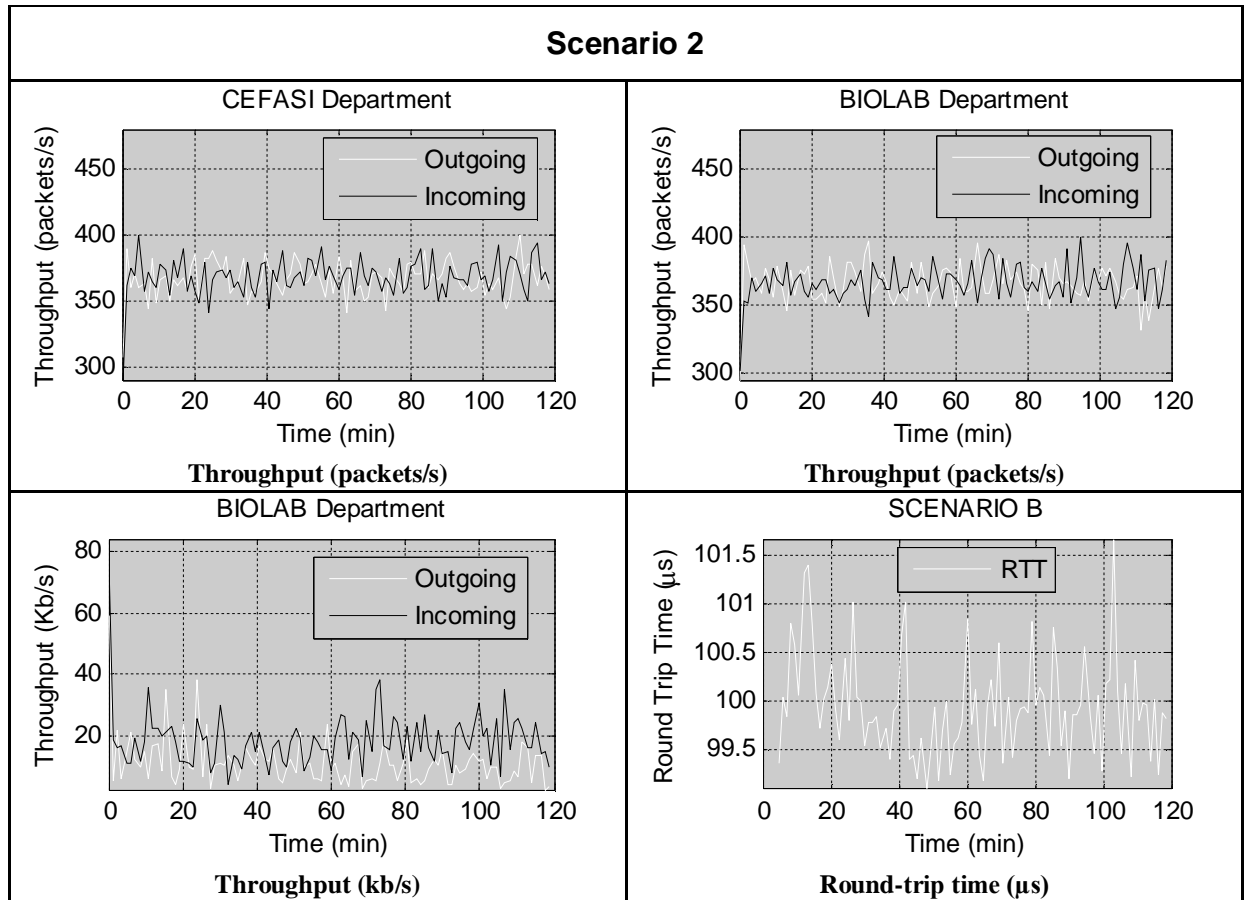 Scenario 2
CEFASI Department
Throughput (packets/s)
450
400
350
300
Outgoing
Incoming
0 20 40 60 80 100 120
Time (min)
Throughput (packets/s)
BIOLAB Department
Throughput (packets/s)
450
400
350
300
Outgoing
Incoming
0 20 40 60 80 100 120
Time (min)
Throughput (packets/s)
BIOLAB Department
Throughput (Kb/s)
80
60
40
20
Outgoing
Incoming
0 20 40 60 80 100 120
Time (min)
Throughput (kb/s)
SCENARIO B
Round Trip Time (µs)
101.5
101
100.5
100
99.5
RTT
0 20 40 60 80 100 120
Time (min)
Round-trip time (µs)